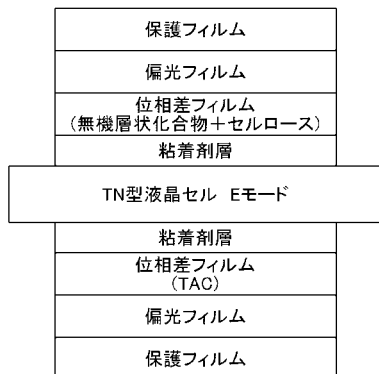 保護フィルム
偏光フィルム
位相差フィルム
(無機層状化合物+セルロース)
粘着剤層
TN型液晶セル Eモード
粘着剤層
位相差フィルム
(TAC)
偏光フィルム
保護フィルム